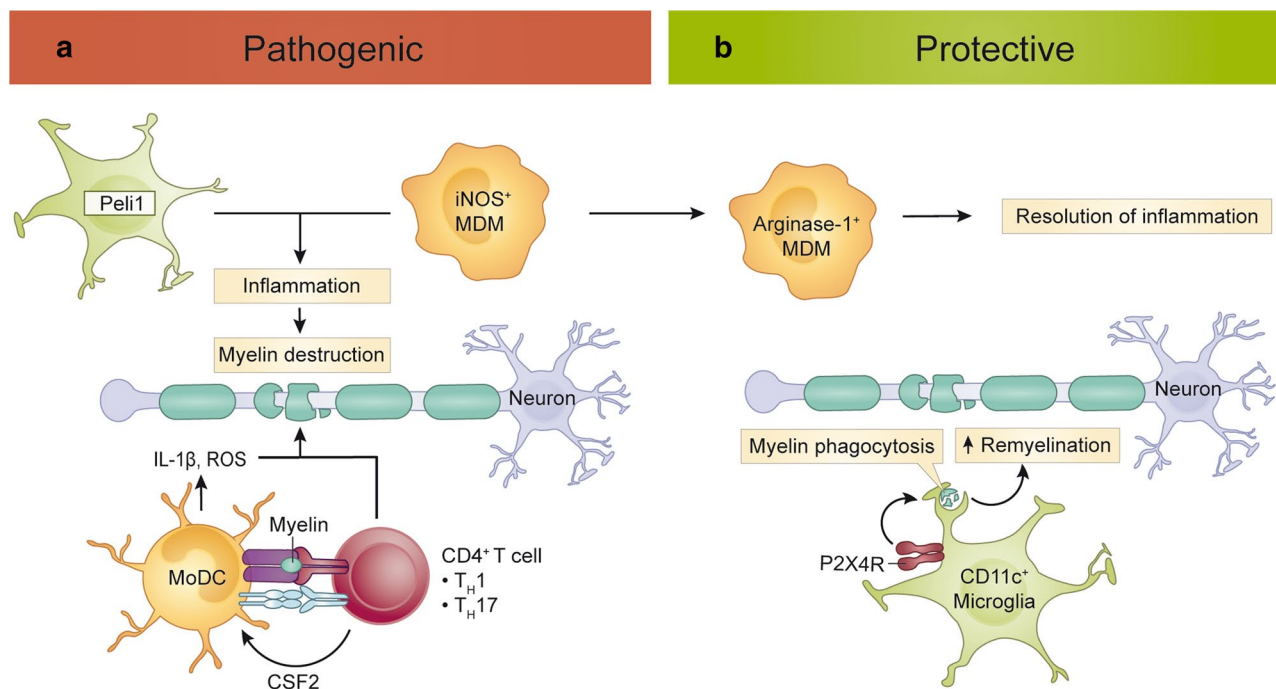 a Pathogenic
b Protective
Peli1
iNOS⁺
MDM
Arginase-1⁺
MDM
Resolution of inflammation
Inflammation
Myelin destruction
Neuron
Neuron
Myelin phagocytosis
↑ Remyelination
IL-1β, ROS
Myelin
MoDC
CD4⁺ T cell
• TH1
• TH17
CSF2
P2X4R
CD11c⁺
Microglia